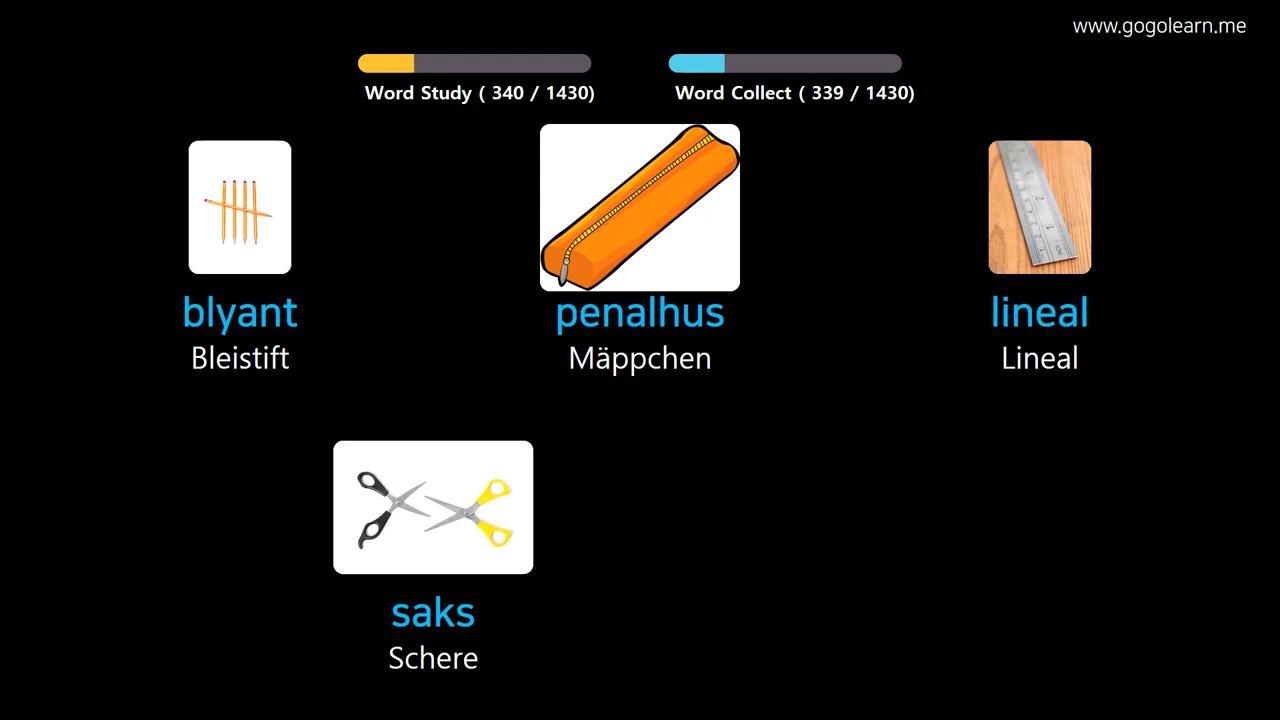 www.gogolearn.me
Word Study ( 340 / 1430)
Word Collect ( 339 / 1430)
blyant
Bleistift
penalhus
Mäppchen
lineal
Lineal
saks
Schere